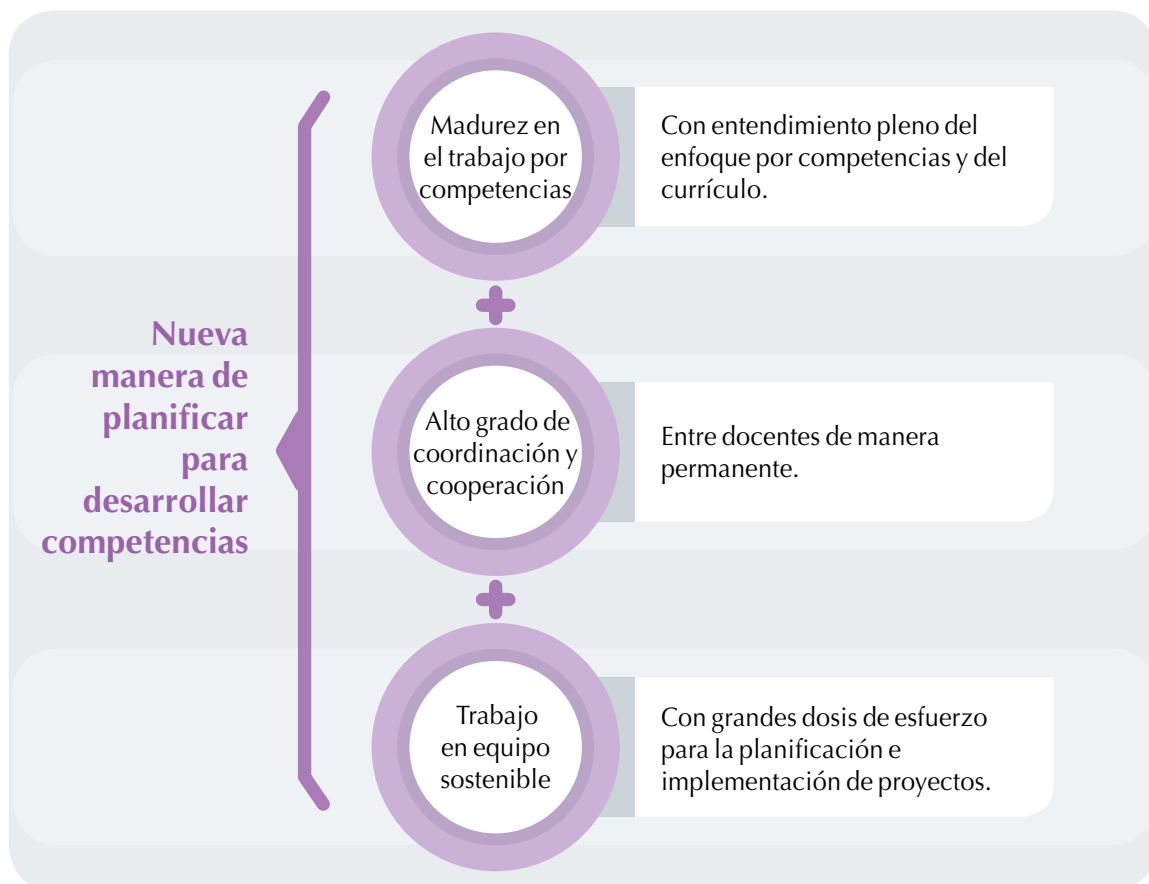 Nueva
manera de
planificar
para
desarrollar
competencias
Madurez en
el trabajo por
competencias
Con entendimiento pleno del
enfoque por competencias y del
currículo.
Alto grado de
coordinación y
cooperación
Entre docentes de manera
permanente.
Trabajo
en equipo
sostenible
Con grandes dosis de esfuerzo
para la planificación e
implementación de proyectos.